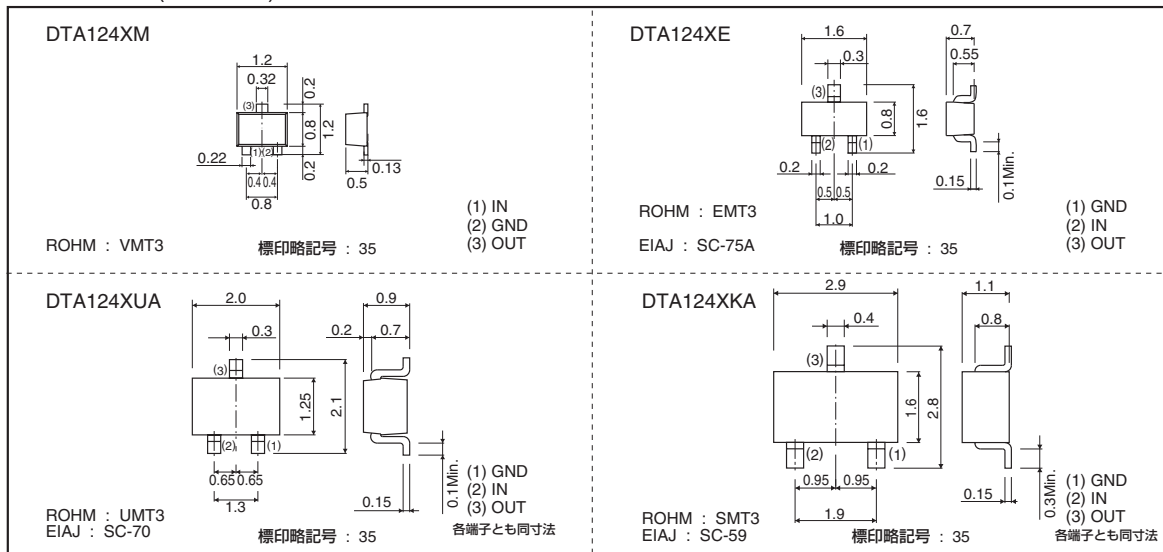 DTA124XM
1.2
0.32
0.2
(3)
0.8
1.2
(1)
(2)
0.22
0.2
0.4
0.4
0.8
0.5
0.13
(1) IN
(2) GND
(3) OUT
ROHM : VMT3
標印略記号 : 35
DTA124XE
1.6
0.3
0.7
0.55
(3)
0.8
1.6
(2)
(1)
0.2
0.2
0.5
0.5
1.0
0.15
0.1Min.
(1) GND
(2) IN
(3) OUT
ROHM : EMT3
EIAJ : SC-75A
標印略記号 : 35
DTA124XUA
2.0
0.3
0.9
0.2
0.7
(3)
1.25
2.1
(2)
(1)
0.65
0.65
1.3
0.15
0.1Min.
(1) GND
(2) IN
(3) OUT
各端子とも同寸法
ROHM : UMT3
EIAJ : SC-70
標印略記号 : 35
DTA124XKA
2.9
0.4
1.1
0.8
(3)
1.6
2.8
(2)
(1)
0.95
0.95
1.9
0.15
0.3Min.
(1) GND
(2) IN
(3) OUT
各端子とも同寸法
ROHM : SMT3
EIAJ : SC-59
標印略記号 : 35